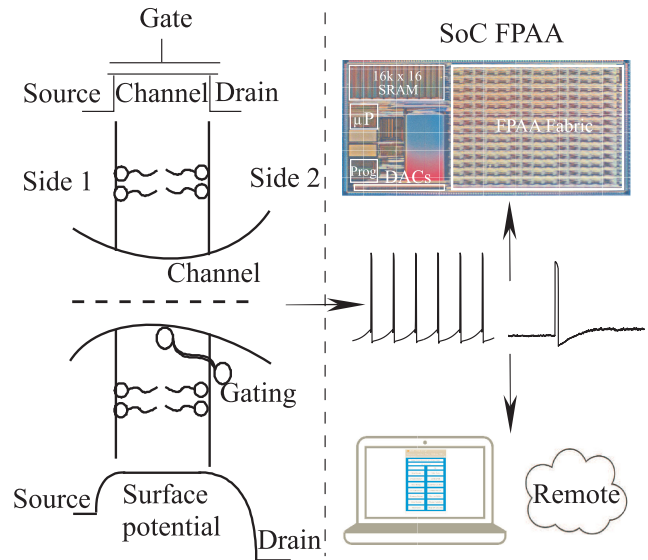 Gate
Source Channel Drain
Side 1
Side 2
Channel
Gating
Source
Surface
potential
Drain
SoC FPAA
16k x 16
SRAM
μP
FPAA Fabric
Prog
DACs
Remote